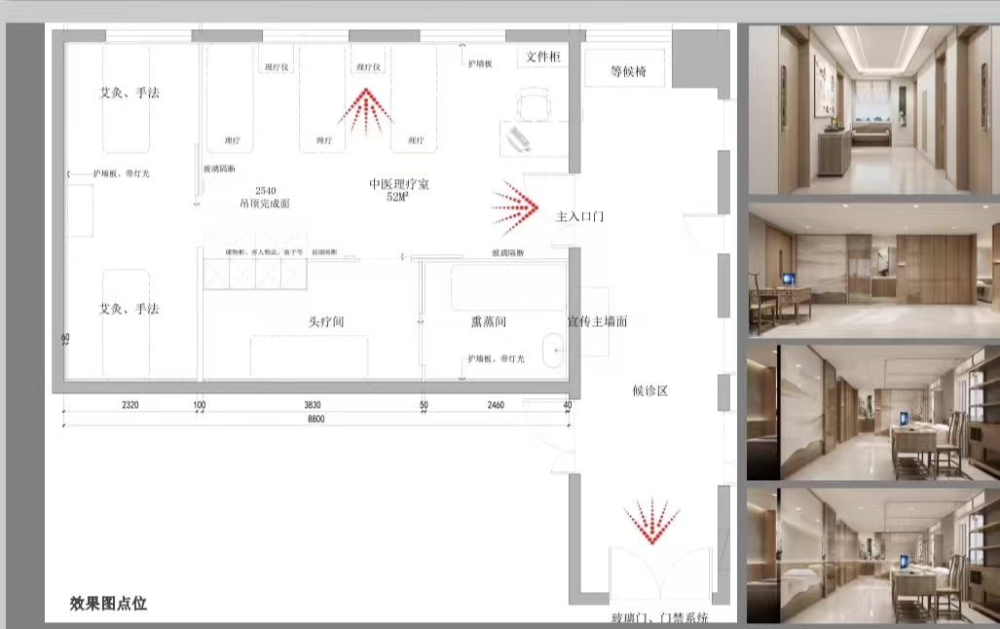 文件柜
理疗仪
理疗仪
护墙板
等候椅
艾灸、手法
理疗
理疗
理疗
护墙板、带灯光
玻璃隔断
2540
吊顶完成面
中医理疗室
52M²
主入口门
储物柜、客人物品、被子等
玻璃隔断
玻璃隔断
艾灸、手法
头疗间
熏蒸间
宣传主墙面
60
护墙板、带灯光
候诊区
2320
100
3830
50
2460
40
8800
效果图点位
玻璃门、门禁系统